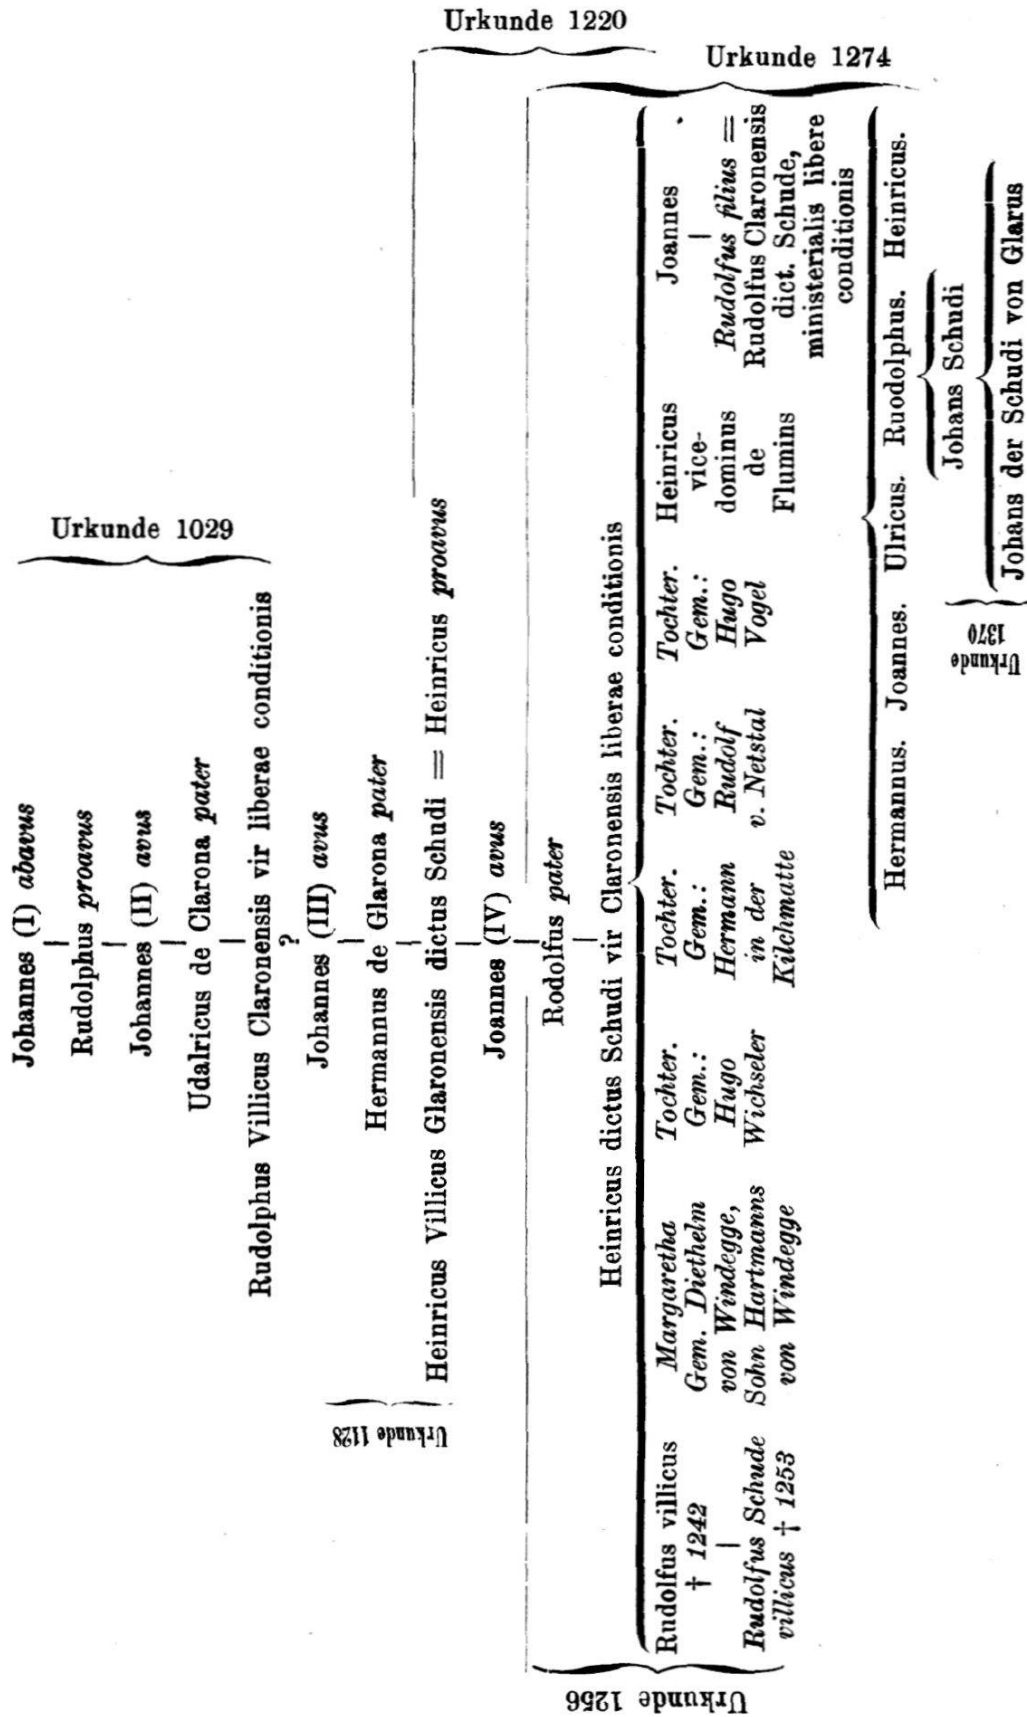 Johannes (I) abavus
Rudolphus proavus
Johannes (II) avus
Udalricus de Clarona pater
Rudolphus Villicus Claronensis vir liberae conditionis
Urkunde 1029
?
Johannes (III) avus
Hermannus de Glarona pater
Heinricus Villicus Glaronensis dictus Schudi = Heinricus proavus
Urkunde 1128
Joannes (IV) avus
Rodolfus pater
Urkunde 1220
Heinricus dictus Schudi vir Claronensis liberae conditionis
Urkunde 1256
Urkunde 1274
Rudolfus villicus
† 1242
Rudolfus Schude
villicus † 1253
Margaretha
Gem. Diethelm
von Windegge,
Sohn Hartmanns
von Windegge
Tochter.
Gem.:
Hugo
Wichseler
Tochter.
Gem.:
Hermann
in der
Kilchmatte
Tochter.
Gem.:
Rudolf
v. Netstal
Tochter.
Gem.:
Hugo
Vogel
Heinricus
vice-
dominus
de
Flumins
Joannes
Rudolfus filius =
Rudolfus Claronensis
dict. Schude,
ministerialis libere
conditionis
Hermannus. Joannes. Ulricus. Ruodolphus. Heinricus.
Johans Schudi
Johans der Schudi von Glarus
Urkunde
1370